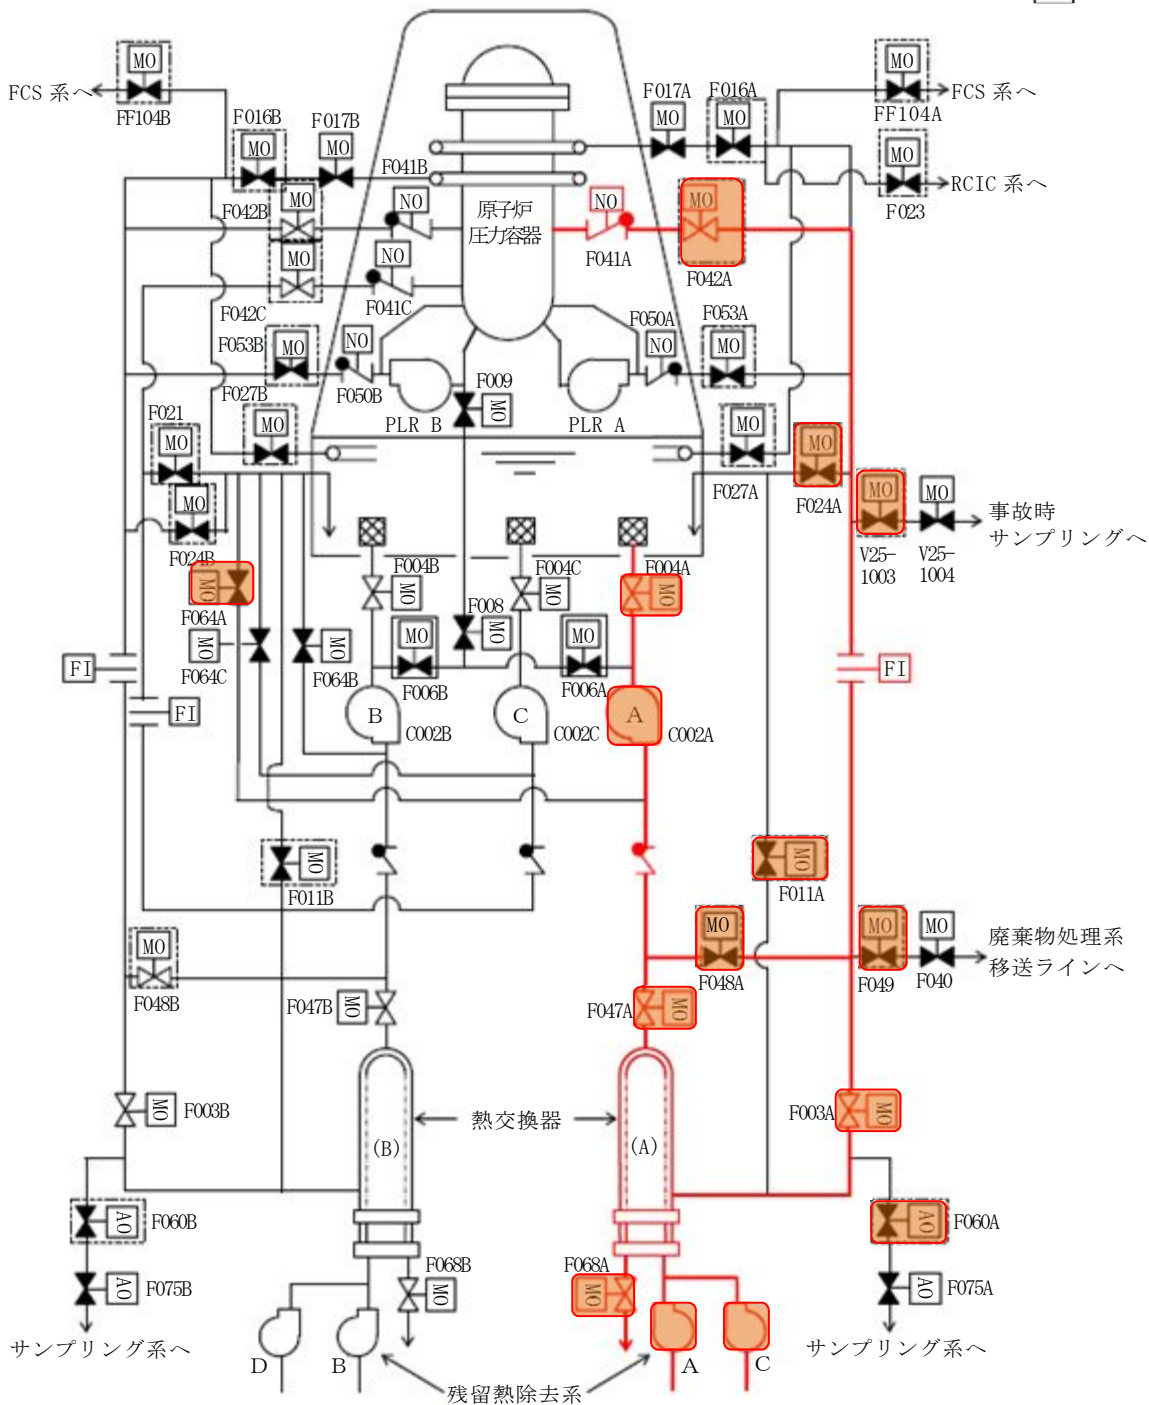 MO
MO
FCS 系へ
FCS 系へ
FF104B
FF104A
F016B
F017B
F017A
F016A
MO
MO
MO
MO
MO
RCIC 系へ
F023
F041B
F042B
MO
NO
原子炉
圧力容器
NO
MO
F041A
F042A
MO
NO
F042C
F041C
F053B
MO
NO
F050B
F050A
NO
F053A
MO
F009
MO
PLR B
PLR A
F027B
MO
F021
MO
MO
F024B
F027A
MO
F024A
MO
MO
MO
V25-
1003
V25-
1004
事故時
サンプリングへ
F004B
MO
F004C
MO
F004A
MO
MO
F064A
MO
F064C
MO
F064B
F008
MO
MO
F006B
MO
F006A
FI
FI
FI
B
C002B
C
C002C
A
C002A
MO
F011B
MO
F011A
MO
F048B
MO
F048A
MO
F049
MO
F040
廃棄物処理系
移送ラインへ
F047B
MO
F047A
MO
MO
F003B
熱交換器
F003A
MO
(B)
(A)
AO
F060B
AO
F060A
AO
F075B
AO
F075A
F068B
MO
F068A
MO
サンプリング系へ
サンプリング系へ
D
B
A
C
残留熱除去系